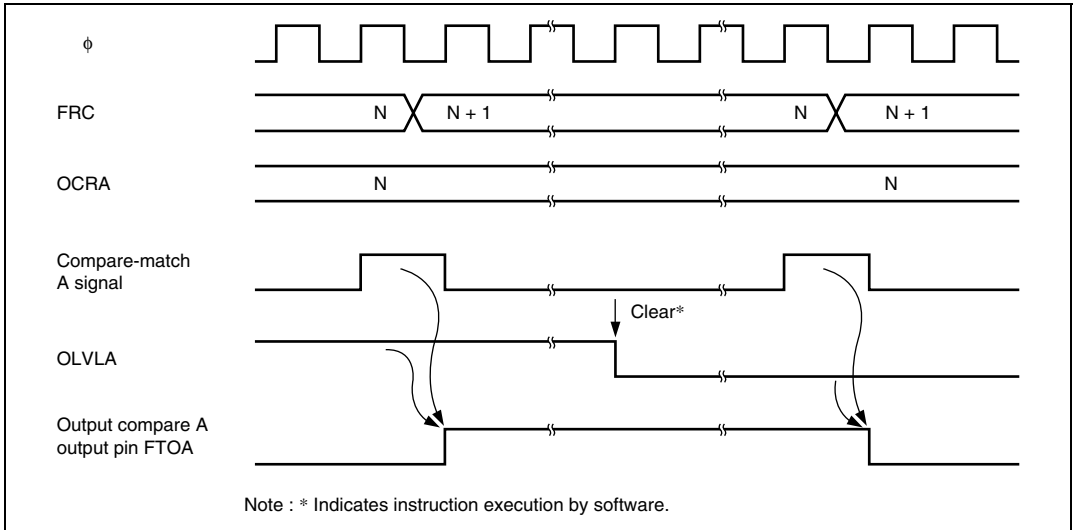 ϕ
FRC N N + 1 N N + 1
OCRA N N
Compare-match
A signal
Clear*
OLVLA
Output compare A
output pin FTOA
Note : * Indicates instruction execution by software.